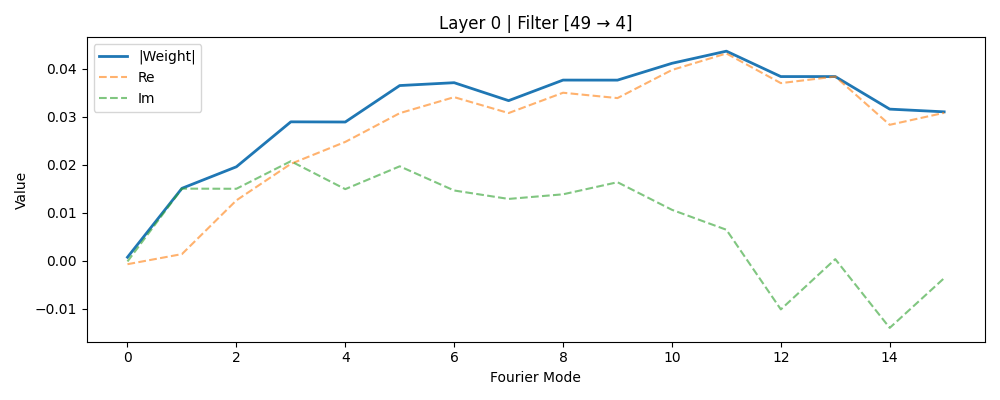 Layer 0 | Filter [49 → 4]
|Weight|
Re
Im
Value
0.04
0.03
0.02
0.01
0.00
−0.01
0 2 4 6 8 10 12 14
Fourier Mode